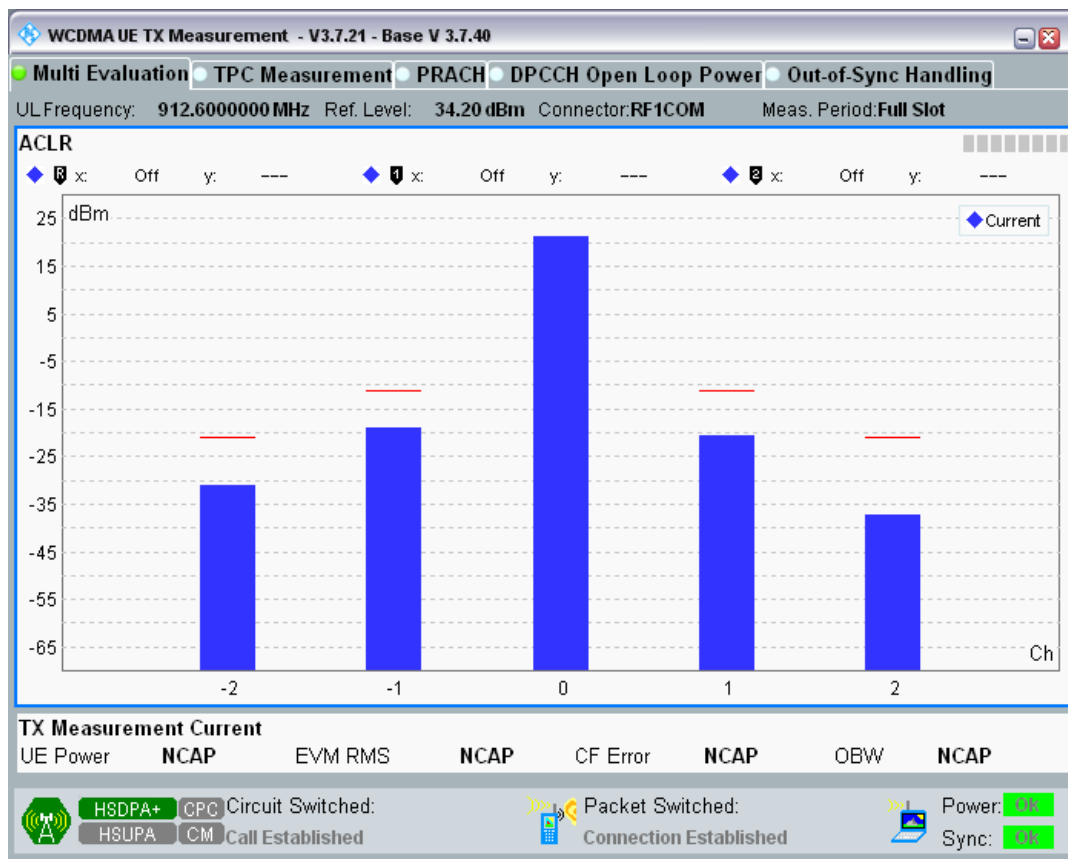 WCDMA UE TX Measurement - V3.7.21 - Base V 3.7.40
Multi Evaluation TPC Measurement PRACH DPCCH Open Loop Power Out-of-Sync Handling
UL Frequency: 912.6000000 MHz Ref. Level: 34.20 dBm Connector:RF1COM Meas. Period:Full Slot
ACLR
R x: Off y: --- 1 x: Off y: --- 2 x: Off y: ---
dBm
Current
25
15
5
-5
-15
-25
-35
-45
-55
-65
Ch
-2 -1 0 1 2
TX Measurement Current
UE Power NCAP EVM RMS NCAP CF Error NCAP OBW NCAP
HSDPA+ CPC Circuit Switched: Packet Switched: Power: OK
HSUPA CM Call Established Connection Established Sync: OK